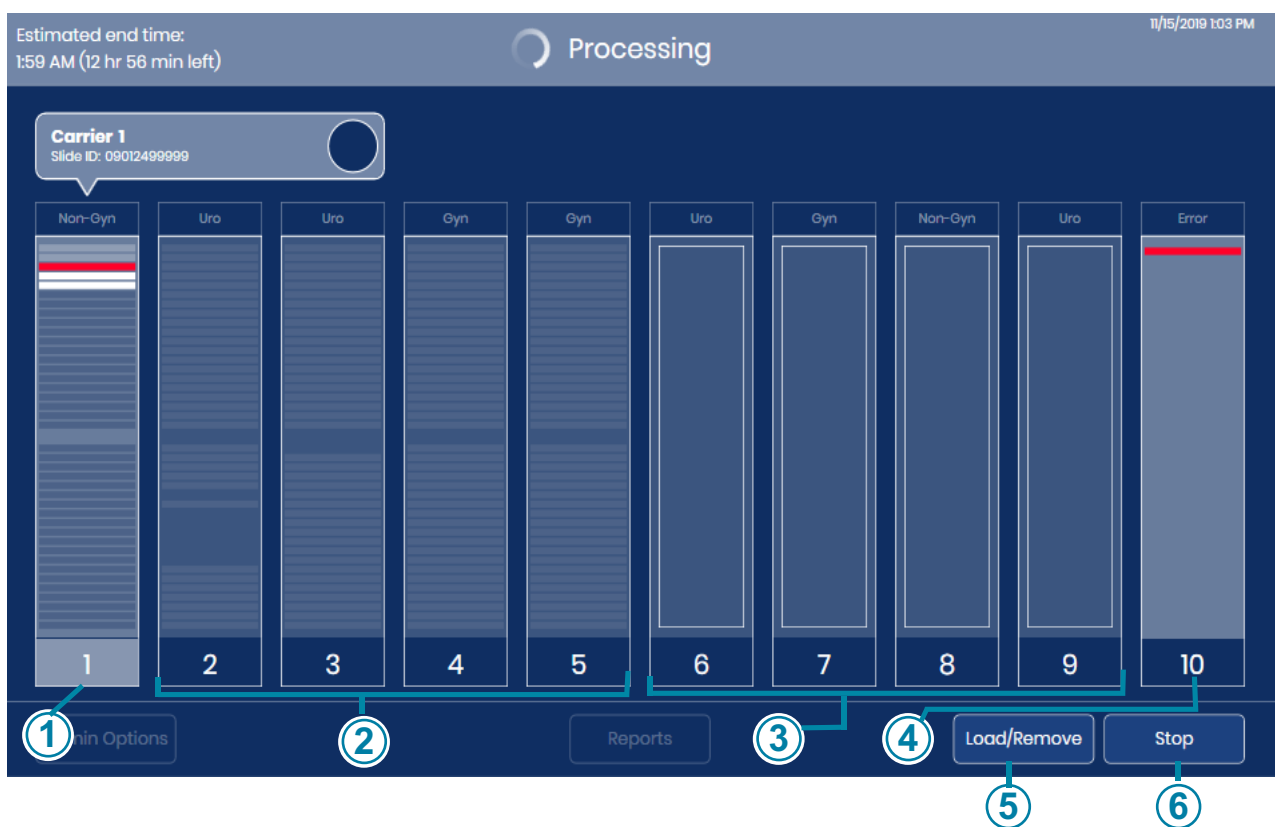 Estimated end time:
1:59 AM (12 hr 56 min left)
Processing
11/15/2019 1:03 PM
Carrier 1
Slide ID: 09012499999
Non-Gyn
Uro
Uro
Gyn
Gyn
Uro
Gyn
Non-Gyn
Uro
Error
1
2
3
4
5
6
7
8
9
10
1
min Options
2
Reports
3
4
Load/Remove
Stop
5
6